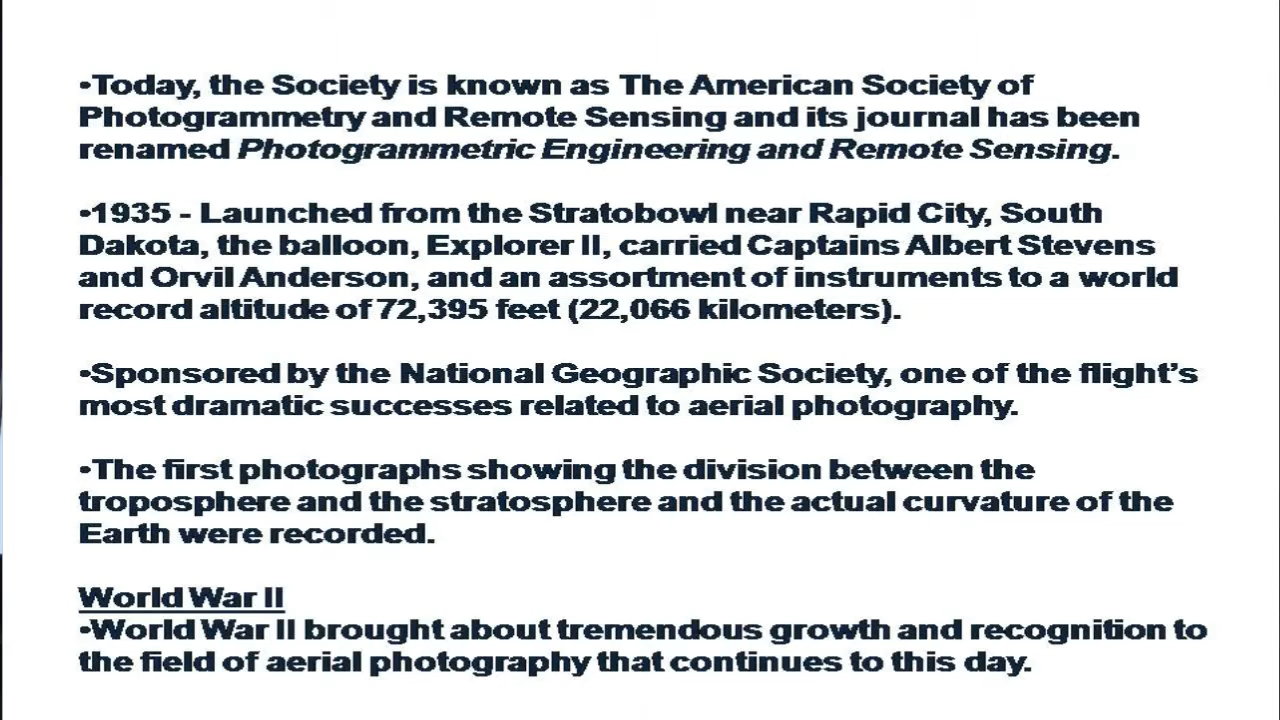 •Today, the Society is known as The American Society of
Photogrammetry and Remote Sensing and its journal has been
renamed Photogrammetric Engineering and Remote Sensing.
•1935 - Launched from the Stratobowl near Rapid City, South
Dakota, the balloon, Explorer II, carried Captains Albert Stevens
and Orvil Anderson, and an assortment of instruments to a world
record altitude of 72,395 feet (22,066 kilometers).
•Sponsored by the National Geographic Society, one of the flight’s
most dramatic successes related to aerial photography.
•The first photographs showing the division between the
troposphere and the stratosphere and the actual curvature of the
Earth were recorded.
World War II
•World War II brought about tremendous growth and recognition to
the field of aerial photography that continues to this day.